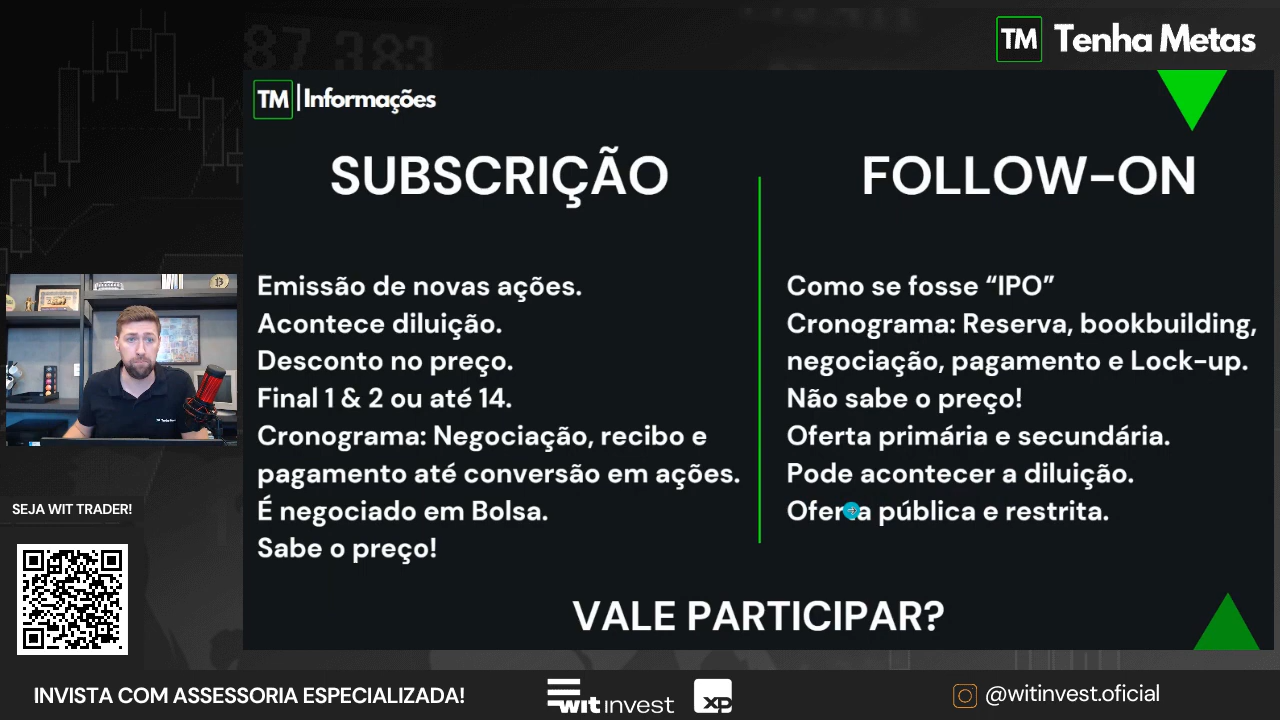 87.383
TM Tenha Metas
TM Informações
SUBSCRIÇÃO
Emissão de novas ações.
Acontece diluição.
Desconto no preço.
Final 1 & 2 ou até 14.
Cronograma: Negociação, recibo e
pagamento até conversão em ações.
É negociado em Bolsa.
Sabe o preço!
FOLLOW-ON
Como se fosse “IPO”
Cronograma: Reserva, bookbuilding,
negociação, pagamento e Lock-up.
Não sabe o preço!
Oferta primária e secundária.
Pode acontecer a diluição.
Oferta pública e restrita.
VALE PARTICIPAR?
SEJA WIT TRADER!
INVISTA COM ASSESSORIA ESPECIALIZADA!
wit invest
XP
@witinvest.oficial